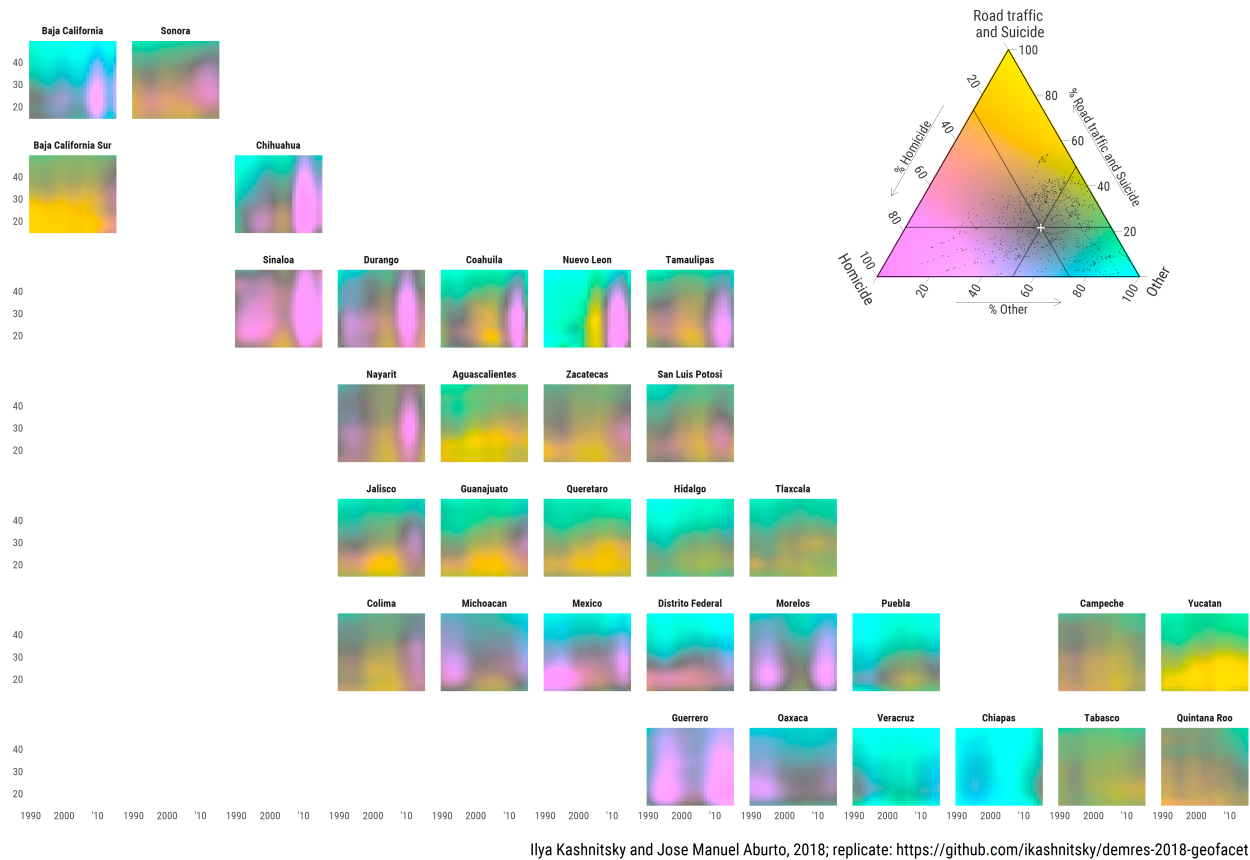 Road traffic
and Suicide
100
20
80
% Road traffic and Suicide
40
% Homicide
60
60
40
80
20
100
Homicide
Other
20
40
60
80
100
% Other
Baja California Sonora
40
30
20
Baja California Sur Chihuahua
40
30
20
Sinaloa Durango Coahuila Nuevo Leon Tamaulipas
40
30
20
Nayarit Aguascalientes Zacatecas San Luis Potosi
40
30
20
Jalisco Guanajuato Queretaro Hidalgo Tlaxcala
40
30
20
Colima Michoacan Mexico Distrito Federal Morelos Puebla Campeche Yucatan
40
30
20
Guerrero Oaxaca Veracruz Chiapas Tabasco Quintana Roo
40
30
20
1990 2000 '10 1990 2000 '10 1990 2000 '10 1990 2000 '10 1990 2000 '10 1990 2000 '10 1990 2000 '10 1990 2000 '10 1990 2000 '10 1990 2000 '10 1990 2000 '10 1990 2000 '10
Ilya Kashnitsky and Jose Manuel Aburto, 2018; replicate: https://github.com/ikashnitsky/demres-2018-geofacet